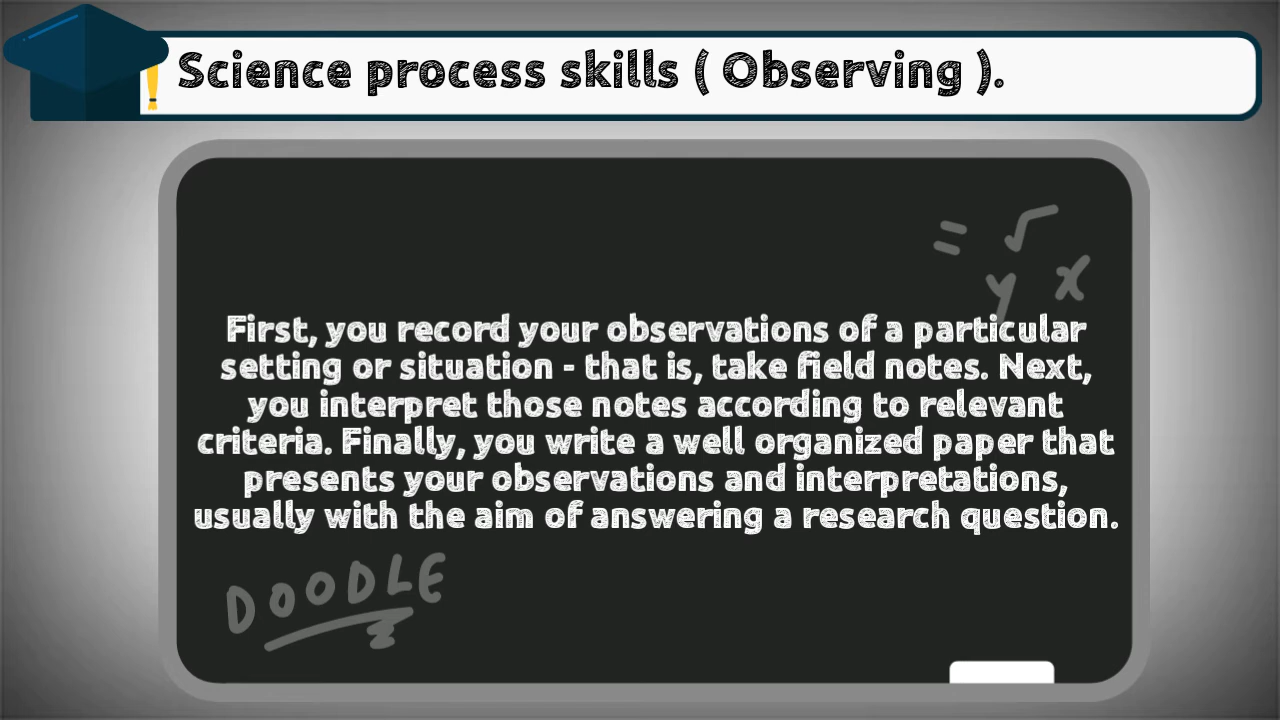 Science process skills ( Observing ).
= √
y x
First, you record your observations of a particular
setting or situation - that is, take field notes. Next,
you interpret those notes according to relevant
criteria. Finally, you write a well organized paper that
presents your observations and interpretations,
usually with the aim of answering a research question.
DOODLE